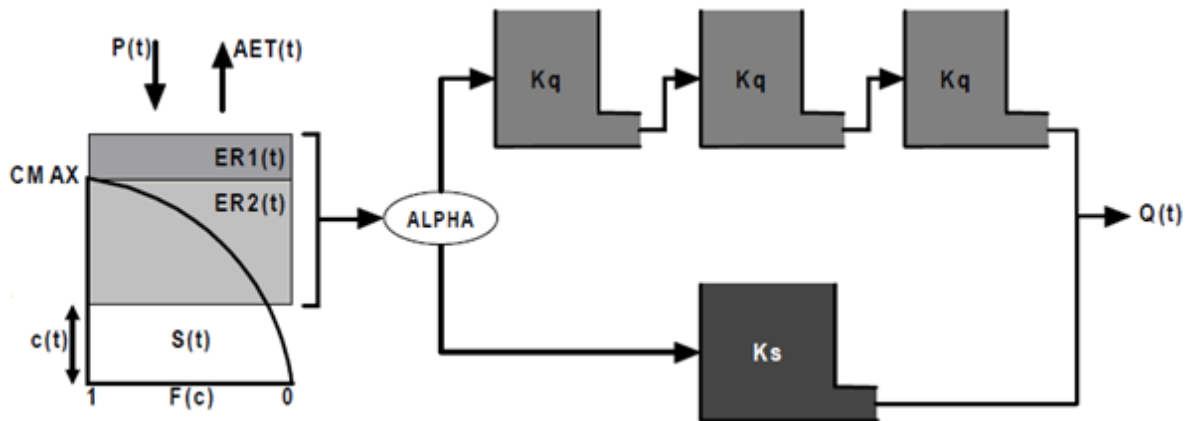 P(t)
AET(t)
Kq
Kq
Kq
ER1(t)
CMAX
ER2(t)
ALPHA
Q(t)
c(t)
S(t)
Ks
1
F(c)
0